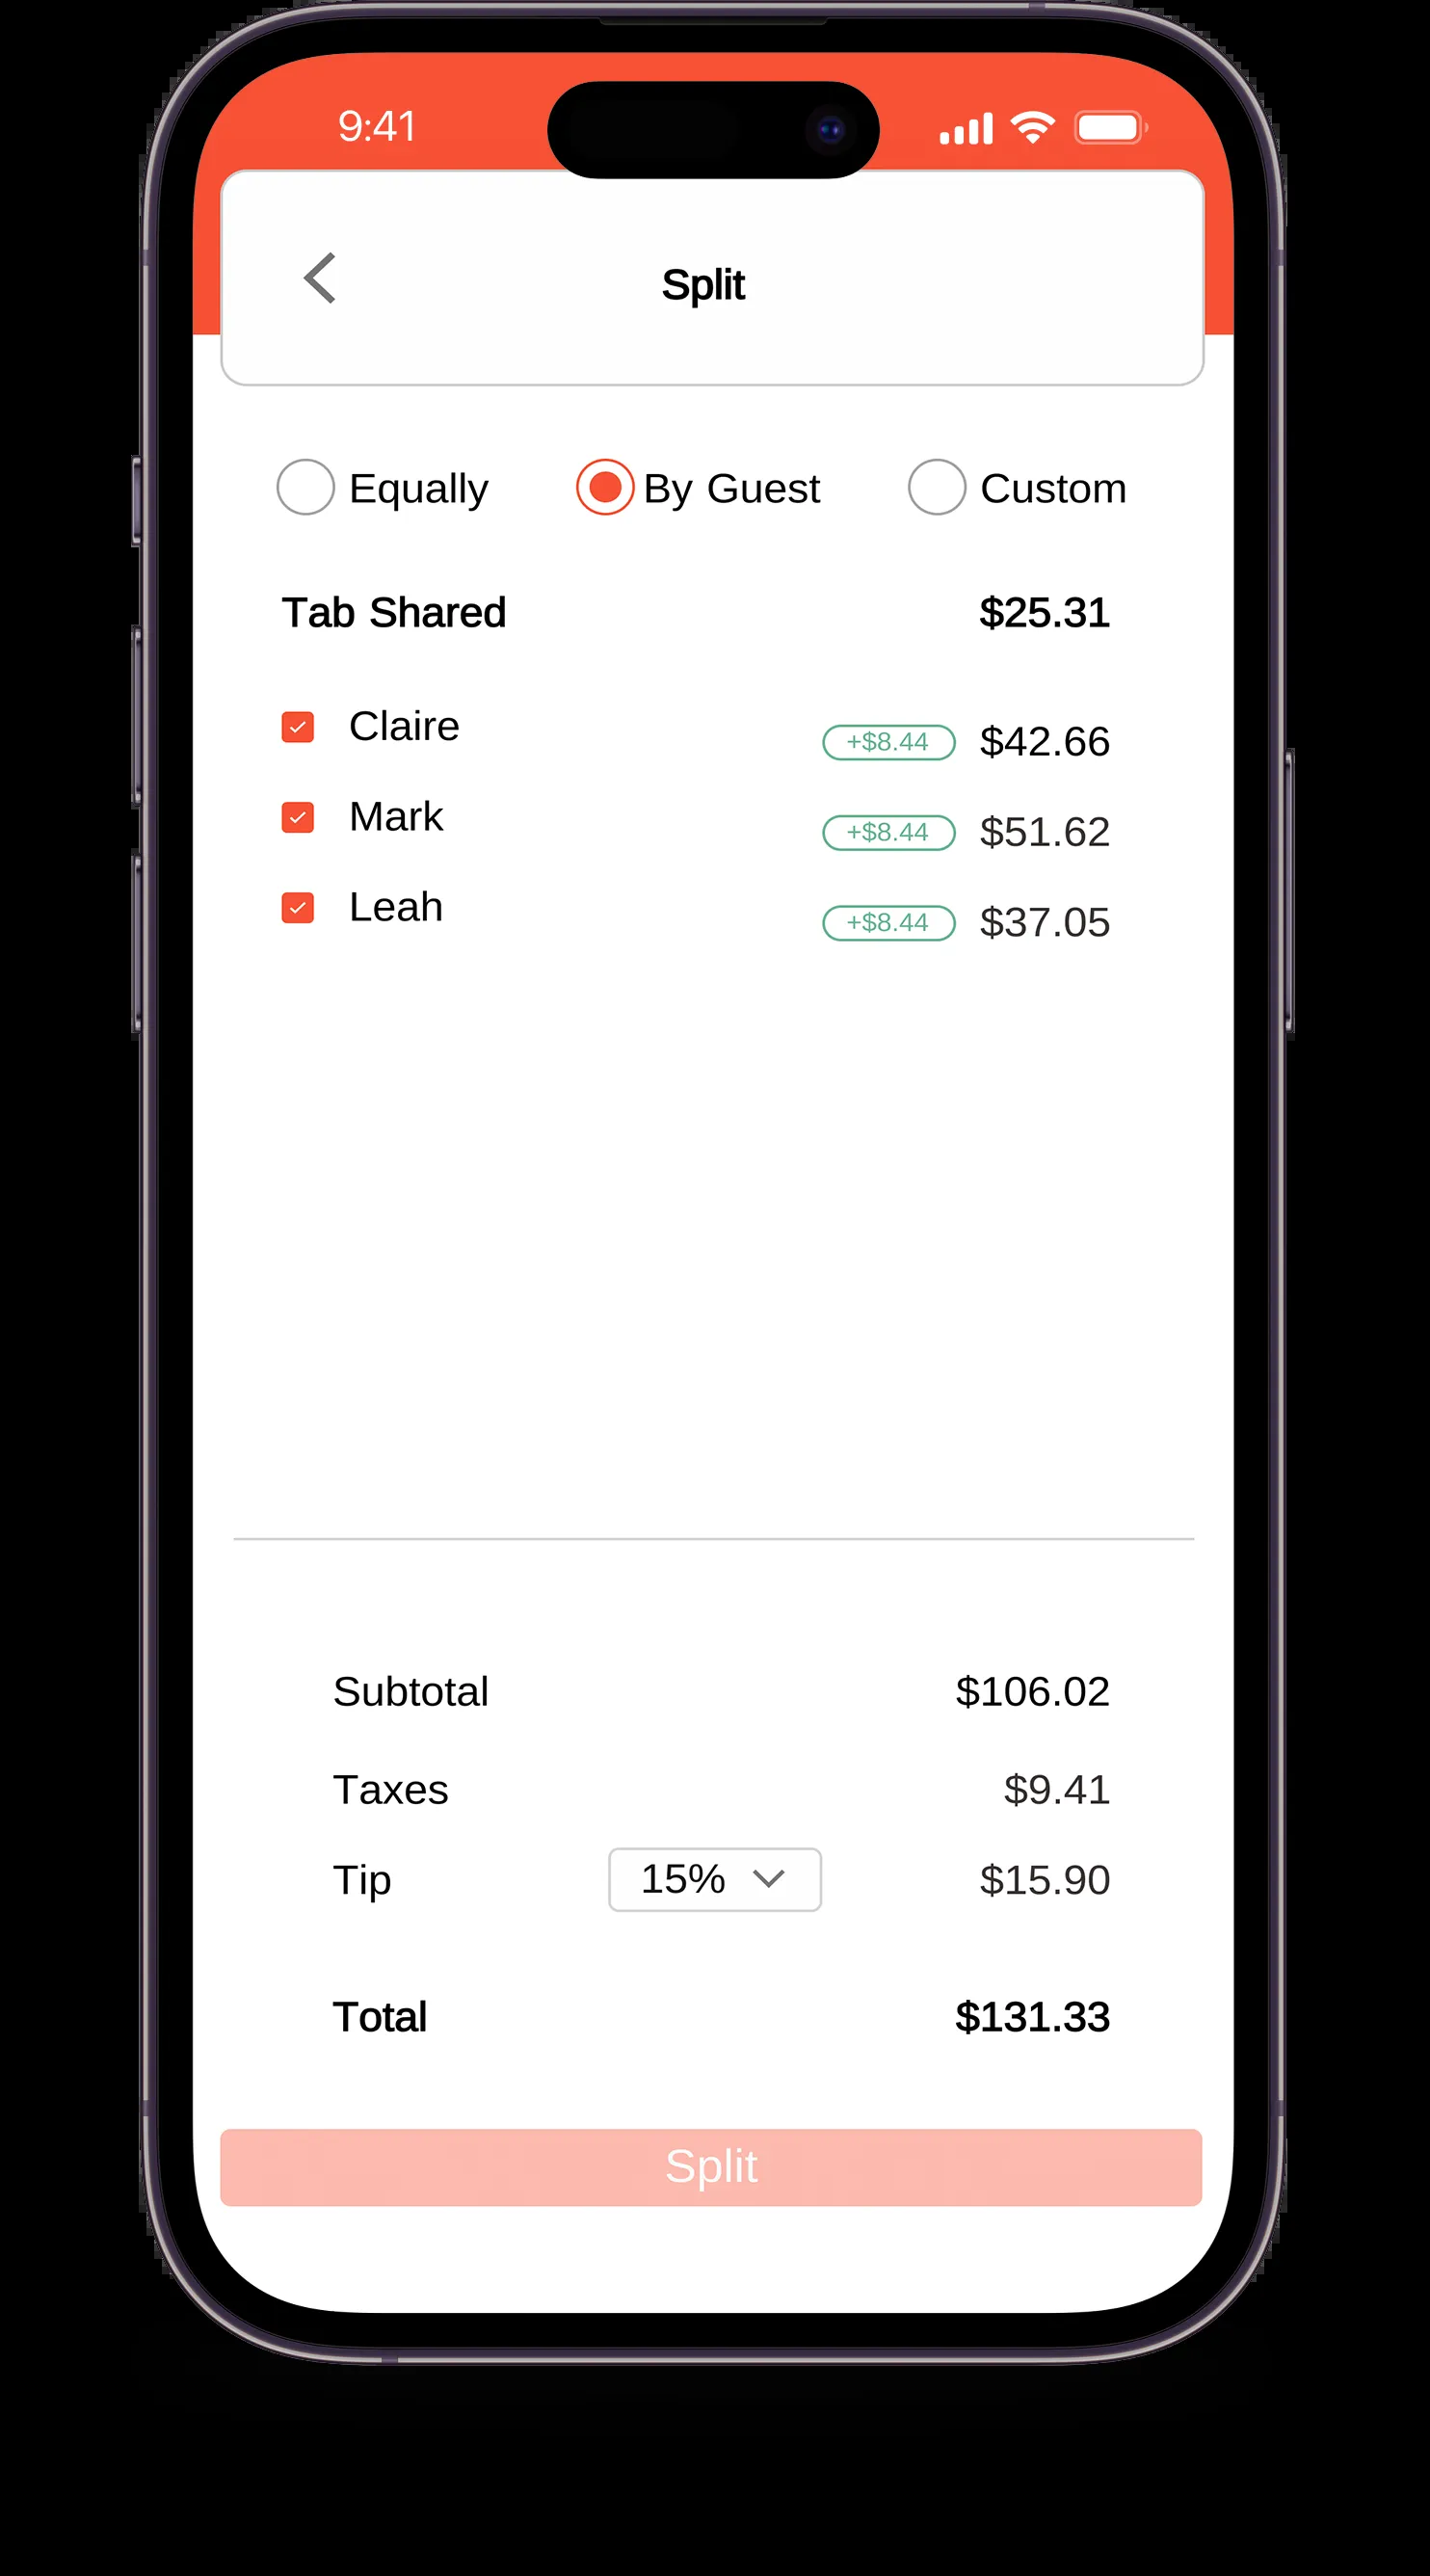 9:41
Split
Equally By Guest Custom
Tab Shared $25.31
Claire +$8.44 $42.66
Mark +$8.44 $51.62
Leah +$8.44 $37.05
Subtotal $106.02
Taxes $9.41
Tip 15% $15.90
Total $131.33
Split